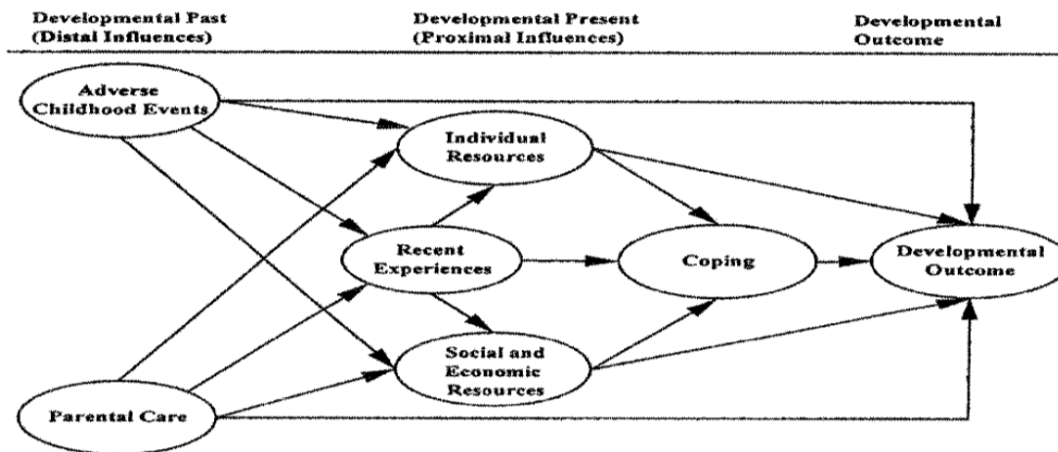 Developmental Past
(Distal Influences)
Developmental Present
(Proximal Influences)
Developmental
Outcome
Adverse
Childhood Events
Individual
Resources
Recent
Experiences
Coping
Developmental
Outcome
Social and
Economic
Resources
Parental Care